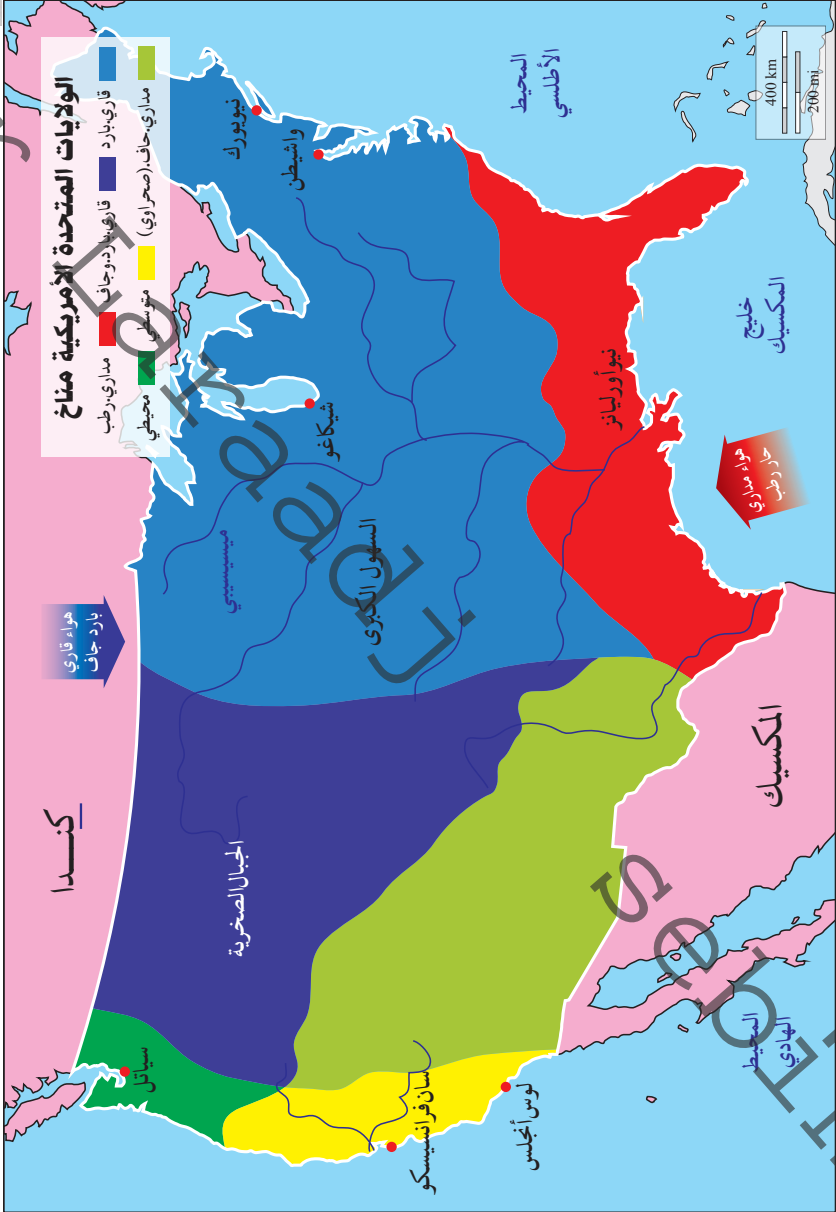 الولايات المتحدة الأمريكية مناخ
قاري.بارد قاري.بارد.وجاف مداري.رطب
مداري.جاف.(صحراوي) متوسطي محيطي
كنــدا
هواء قاري
بارد جاف
سياتل
الجبال الصخرية
ميسيسيبي
السهول الكبرى
شيكاغو
نيويورك
واشنطن
المحيط
الأطلسي
سان فرانسيسكو
لوس أنجلس
نيو أورليانز
المحيط
الهادي
المكسيك
هواء مداري
حار رطب
خليج
المكسيك
400 km
200 mi